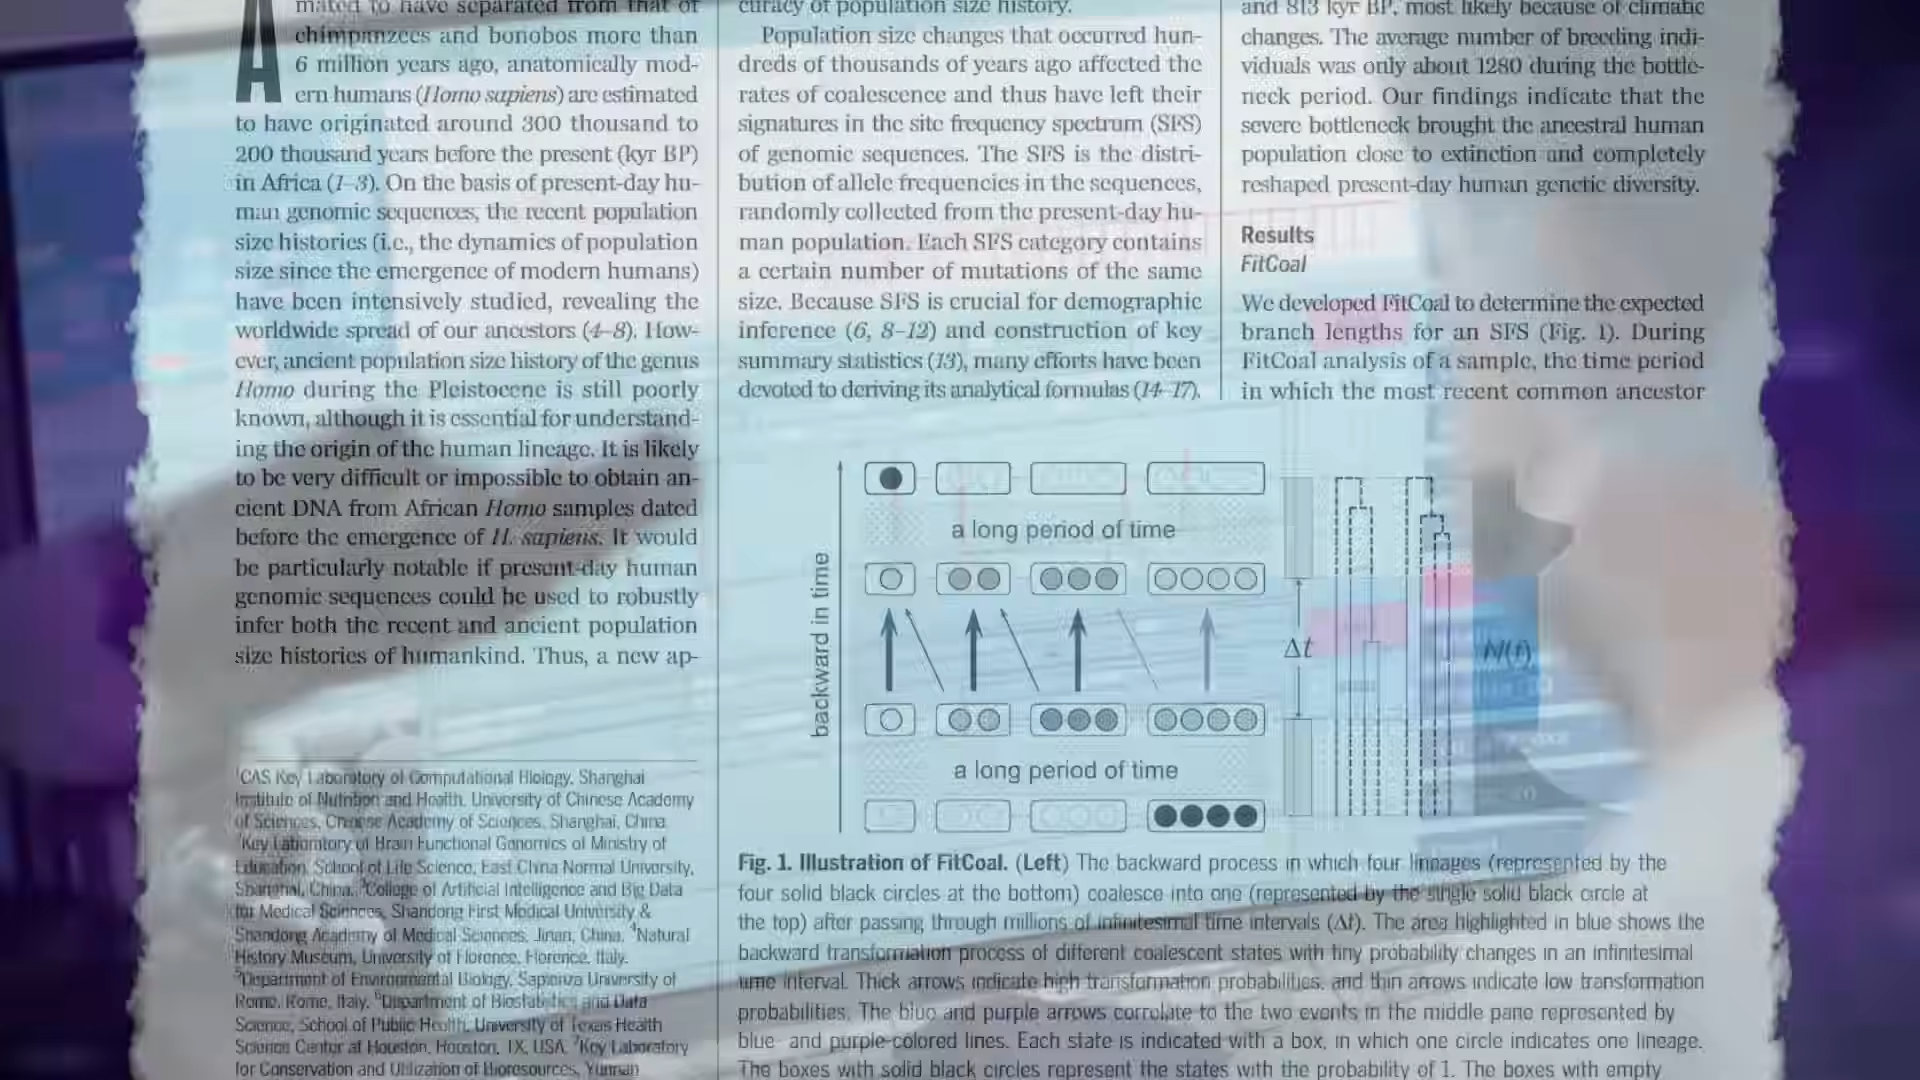 mated to have separated from that of
A chimpanzees and bonobos more than
6 million years ago, anatomically mod-
ern humans (Homo sapiens) are estimated
to have originated around 300 thousand to
200 thousand years before the present (kyr BP)
in Africa (1–3). On the basis of present-day hu-
man genomic sequences, the recent population
size histories (i.e., the dynamics of population
size since the emergence of modern humans)
have been intensively studied, revealing the
worldwide spread of our ancestors (4–8). How-
ever, ancient population size history of the genus
Homo during the Pleistocene is still poorly
known, although it is essential for understand-
ing the origin of the human lineage. It is likely
to be very difficult or impossible to obtain an-
cient DNA from African Homo samples dated
before the emergence of H. sapiens. It would
be particularly notable if present-day human
genomic sequences could be used to robustly
infer both the recent and ancient population
size histories of humankind. Thus, a new ap-
1CAS Key Laboratory of Computational Biology, Shanghai
Institute of Nutrition and Health, University of Chinese Academy
of Sciences, Chinese Academy of Sciences, Shanghai, China.
2Key Laboratory of Brain Functional Genomics of Ministry of
Education, School of Life Science, East China Normal University,
Shanghai, China. 3College of Artificial Intelligence and Big Data
for Medical Sciences, Shandong First Medical University &
Shandong Academy of Medical Sciences, Jinan, China. 4Natural
History Museum, University of Florence, Florence, Italy.
5Department of Environmental Biology, Sapienza University of
Rome, Rome, Italy. 6Department of Biostatistics and Data
Science, School of Public Health, University of Texas Health
Science Center at Houston, Houston, TX, USA. 7Key Laboratory
for Conservation and Utilization of Bioresources, Yunnan
curacy of population size history.
Population size changes that occurred hun-
dreds of thousands of years ago affected the
rates of coalescence and thus have left their
signatures in the site frequency spectrum (SFS)
of genomic sequences. The SFS is the distri-
bution of allele frequencies in the sequences,
randomly collected from the present-day hu-
man population. Each SFS category contains
a certain number of mutations of the same
size. Because SFS is crucial for demographic
inference (6, 8–12) and construction of key
summary statistics (13), many efforts have been
devoted to deriving its analytical formulas (14–17).
and 813 kyr BP, most likely because of climatic
changes. The average number of breeding indi-
viduals was only about 1280 during the bottle-
neck period. Our findings indicate that the
severe bottleneck brought the ancestral human
population close to extinction and completely
reshaped present-day human genetic diversity.
Results
FitCoal
We developed FitCoal to determine the expected
branch lengths for an SFS (Fig. 1). During
FitCoal analysis of a sample, the time period
in which the most recent common ancestor
backward in time
a long period of time
Δt
N(t)
a long period of time
Fig. 1. Illustration of FitCoal. (Left) The backward process in which four lineages (represented by the
four solid black circles at the bottom) coalesce into one (represented by the single solid black circle at
the top) after passing through millions of infinitesimal time intervals (Δt). The area highlighted in blue shows the
backward transformation process of different coalescent states with tiny probability changes in an infinitesimal
time interval. Thick arrows indicate high transformation probabilities, and thin arrows indicate low transformation
probabilities. The blue and purple arrows correlate to the two events in the middle pane represented by
blue- and purple-colored lines. Each state is indicated with a box, in which one circle indicates one lineage.
The boxes with solid black circles represent the states with the probability of 1. The boxes with empty